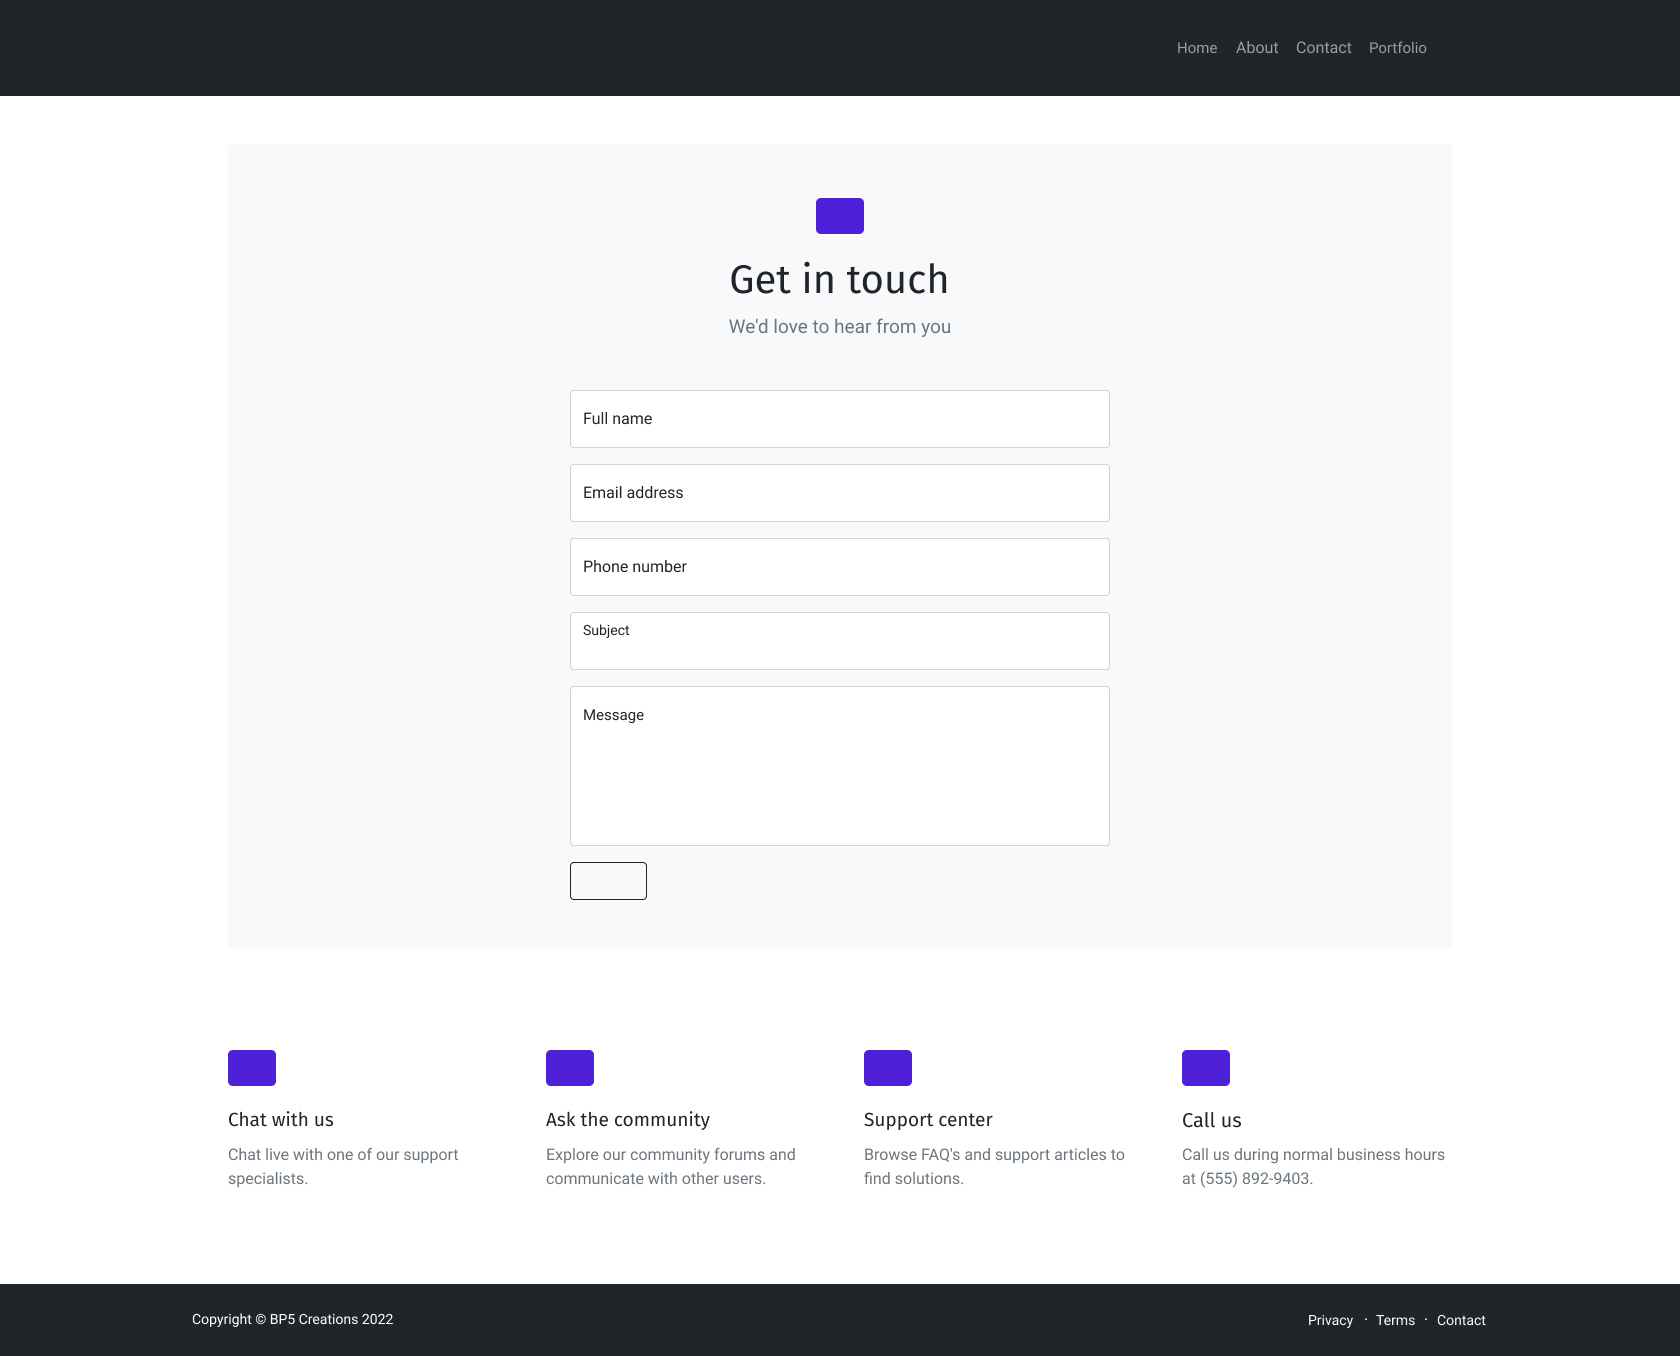 Home About Contact Portfolio
Get in touch
We'd love to hear from you
Full name
Email address
Phone number
Subject
Message
Chat with us
Chat live with one of our support
specialists.
Ask the community
Explore our community forums and
communicate with other users.
Support center
Browse FAQ's and support articles to
find solutions.
Call us
Call us during normal business hours
at (555) 892-9403.
Copyright © BP5 Creations 2022
Privacy · Terms · Contact